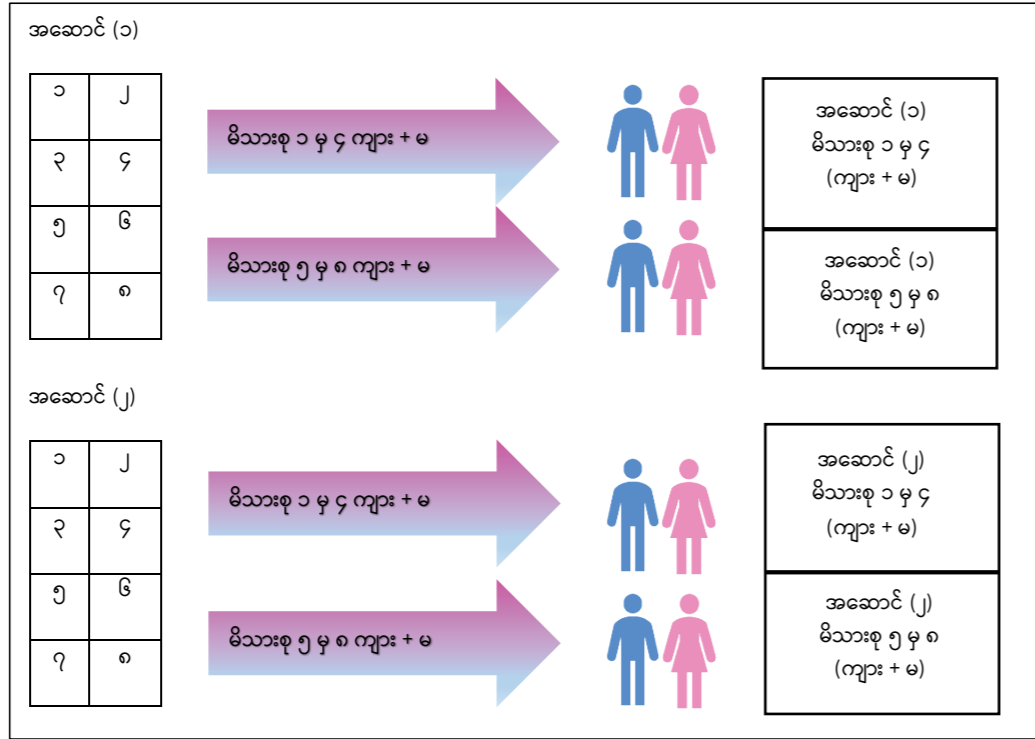 အဆောင် (၁)
၁ ၂
၃ ၄
၅ ၆
၇ ၈
မိသားစု ၁ မှ ၄ ကျား + မ
မိသားစု ၅ မှ ၈ ကျား + မ
အဆောင် (၁)
မိသားစု ၁ မှ ၄
(ကျား + မ)
အဆောင် (၁)
မိသားစု ၅ မှ ၈
(ကျား + မ)
အဆောင် (၂)
၁ ၂
၃ ၄
၅ ၆
၇ ၈
မိသားစု ၁ မှ ၄ ကျား + မ
မိသားစု ၅ မှ ၈ ကျား + မ
အဆောင် (၂)
မိသားစု ၁ မှ ၄
(ကျား + မ)
အဆောင် (၂)
မိသားစု ၅ မှ ၈
(ကျား + မ)